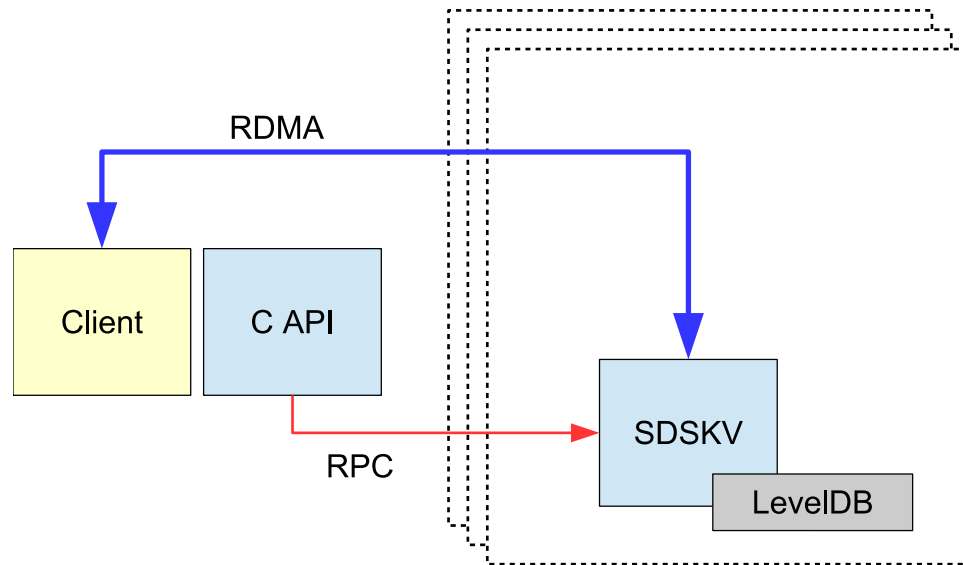 RDMA
Client
C API
SDSKV
RPC
LevelDB